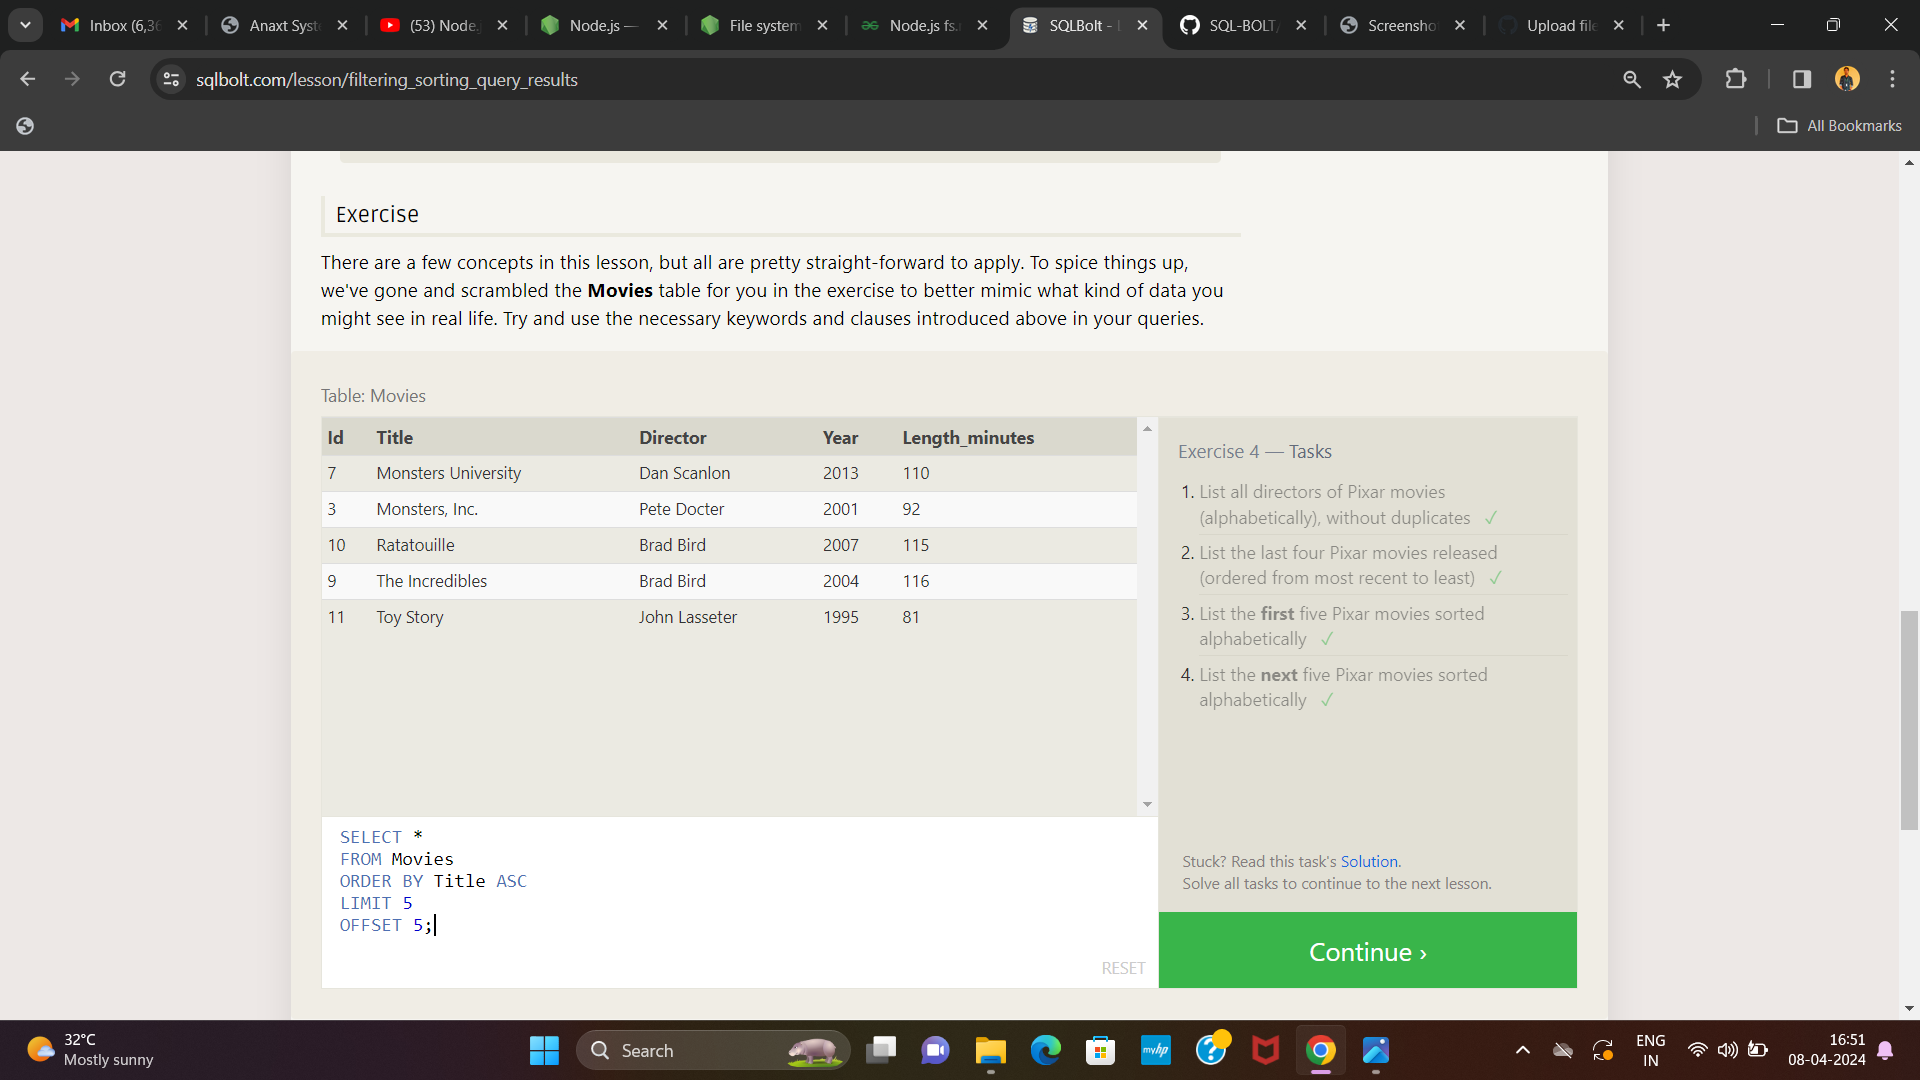 Inbox (6,36
Anaxt Syst
(53) Node.j
Node.js —
File system
Node.js fs.r
SQLBolt -
SQL-BOLT/
Screensho
Upload file
sqlbolt.com/lesson/filtering_sorting_query_results
All Bookmarks
Exercise
There are a few concepts in this lesson, but all are pretty straight-forward to apply. To spice things up,
we've gone and scrambled the Movies table for you in the exercise to better mimic what kind of data you
might see in real life. Try and use the necessary keywords and clauses introduced above in your queries.
Table: Movies
Id Title Director Year Length_minutes
7 Monsters University Dan Scanlon 2013 110
3 Monsters, Inc. Pete Docter 2001 92
10 Ratatouille Brad Bird 2007 115
9 The Incredibles Brad Bird 2004 116
11 Toy Story John Lasseter 1995 81
SELECT *
FROM Movies
ORDER BY Title ASC
LIMIT 5
OFFSET 5;
RESET
Exercise 4 — Tasks
1. List all directors of Pixar movies
(alphabetically), without duplicates ✓
2. List the last four Pixar movies released
(ordered from most recent to least) ✓
3. List the first five Pixar movies sorted
alphabetically ✓
4. List the next five Pixar movies sorted
alphabetically ✓
Stuck? Read this task's Solution.
Solve all tasks to continue to the next lesson.
Continue ›
32°C
Mostly sunny
Search
myhp
ENG
IN
16:51
08-04-2024